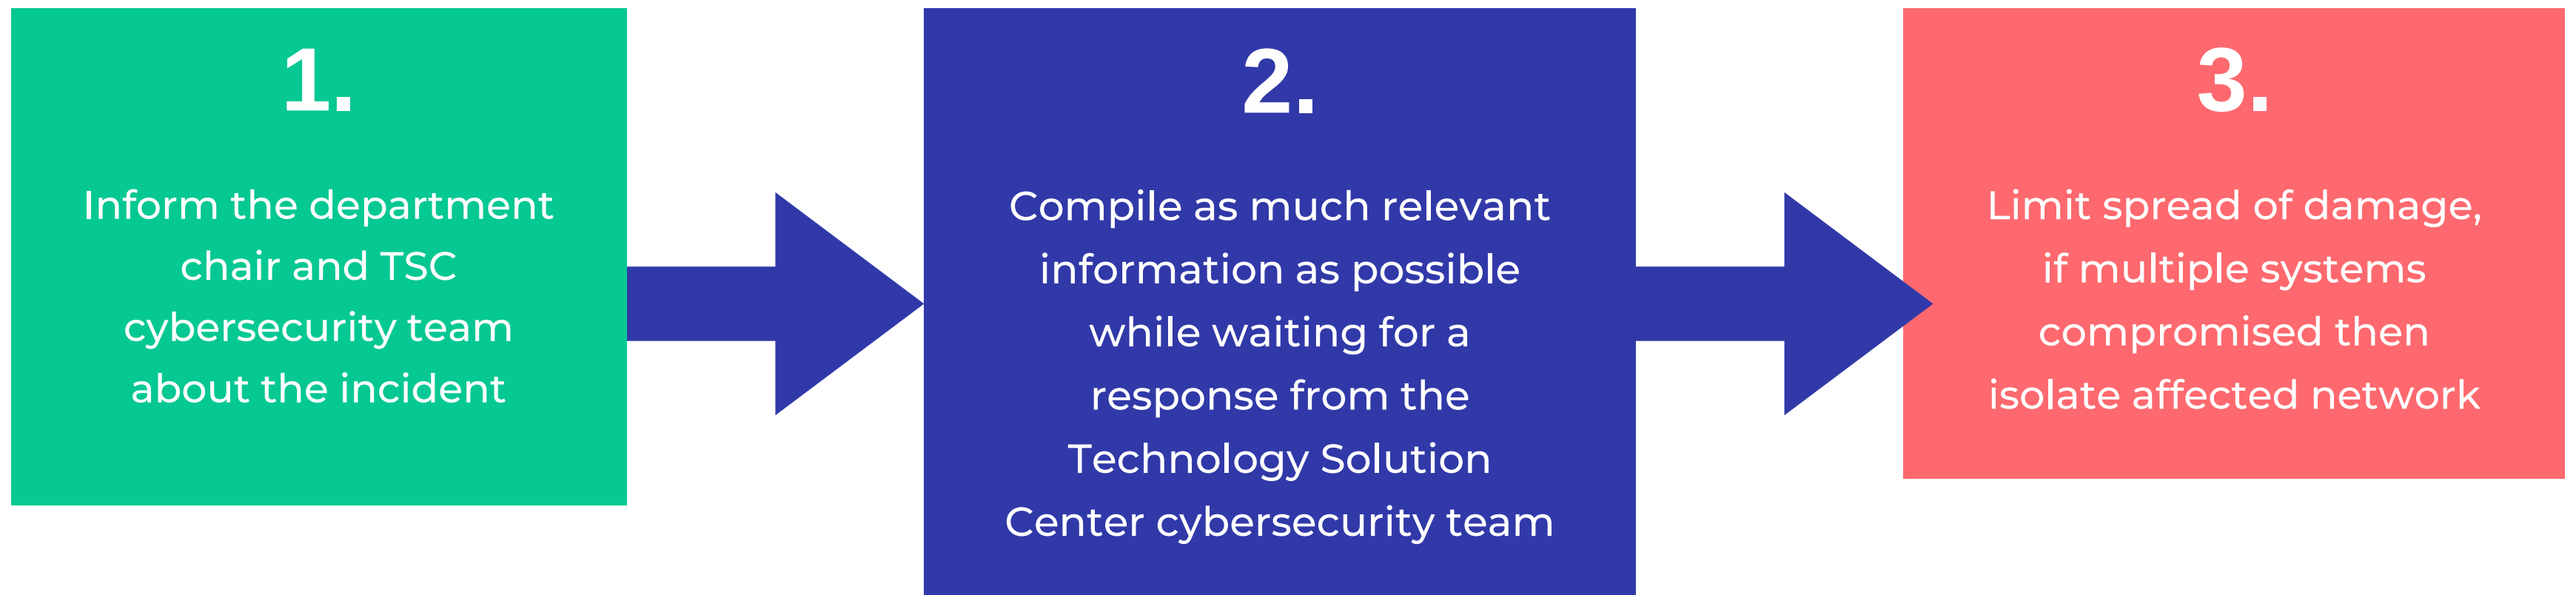 1.
Inform the department
chair and TSC
cybersecurity team
about the incident
2.
Compile as much relevant
information as possible
while waiting for a
response from the
Technology Solution
Center cybersecurity team
3.
Limit spread of damage,
if multiple systems
compromised then
isolate affected network